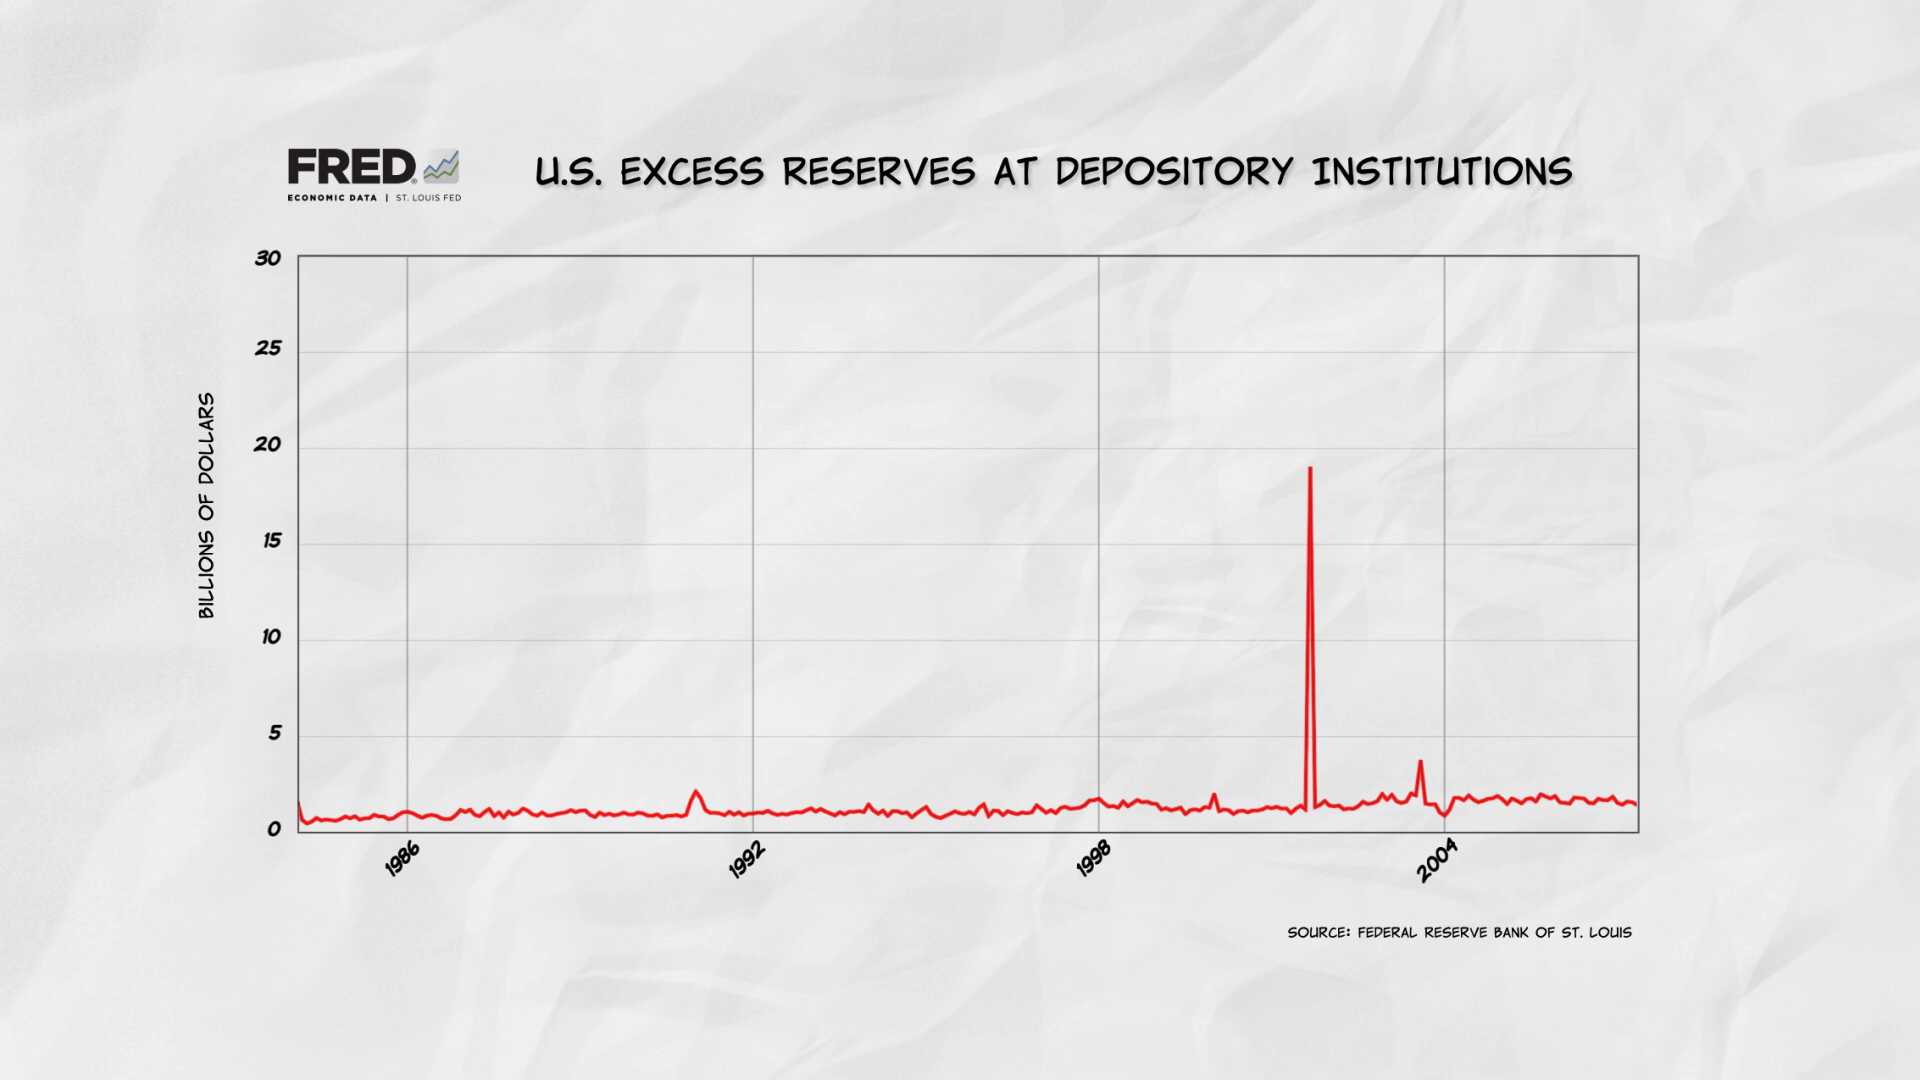 FRED®
ECONOMIC DATA | ST. LOUIS FED
U.S. EXCESS RESERVES AT DEPOSITORY INSTITUTIONS
BILLIONS OF DOLLARS
30
25
20
15
10
5
0
1986
1992
1998
2004
SOURCE: FEDERAL RESERVE BANK OF ST. LOUIS